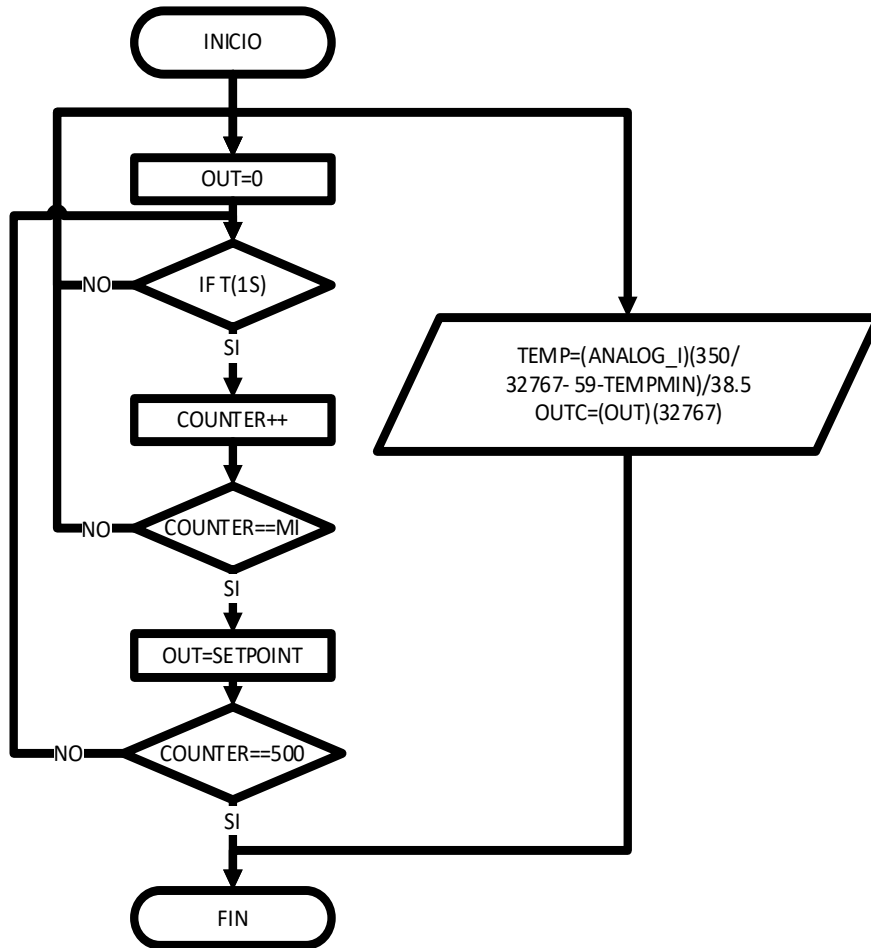 INICIO
OUT=0
IF T(1S)
NO
SI
TEMP=(ANALOG_I)(350/
32767- 59-TEMPMIN)/38.5
OUTC=(OUT)(32767)
COUNTER++
COUNTER==MI
NO
SI
OUT=SETPOINT
COUNTER==500
NO
SI
FIN